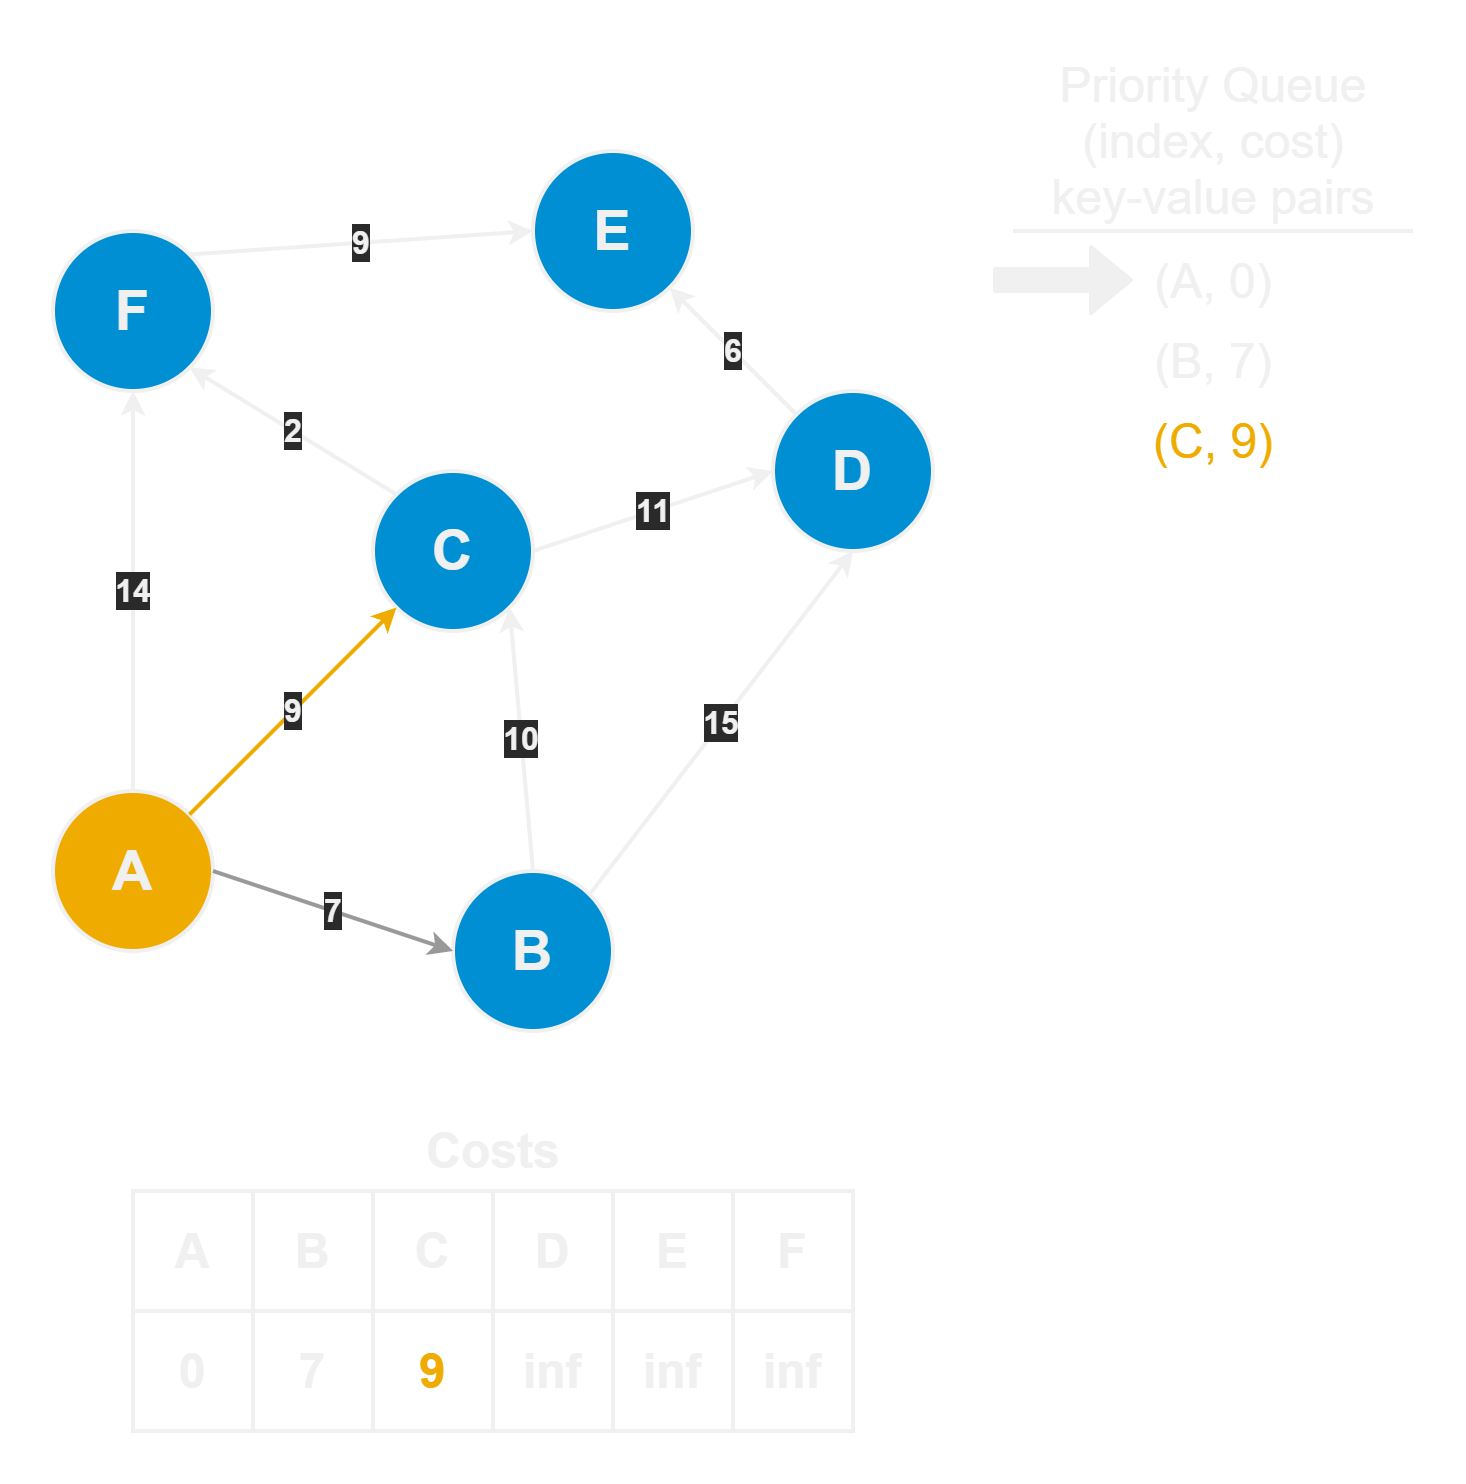 Priority Queue
(index, cost)
key-value pairs
(A, 0)
(B, 7)
(C, 9)
E
9
F
6
2
D
11
C
14
9
10
15
A
7
B
Costs
A B C D E F
0 7 9 inf inf inf